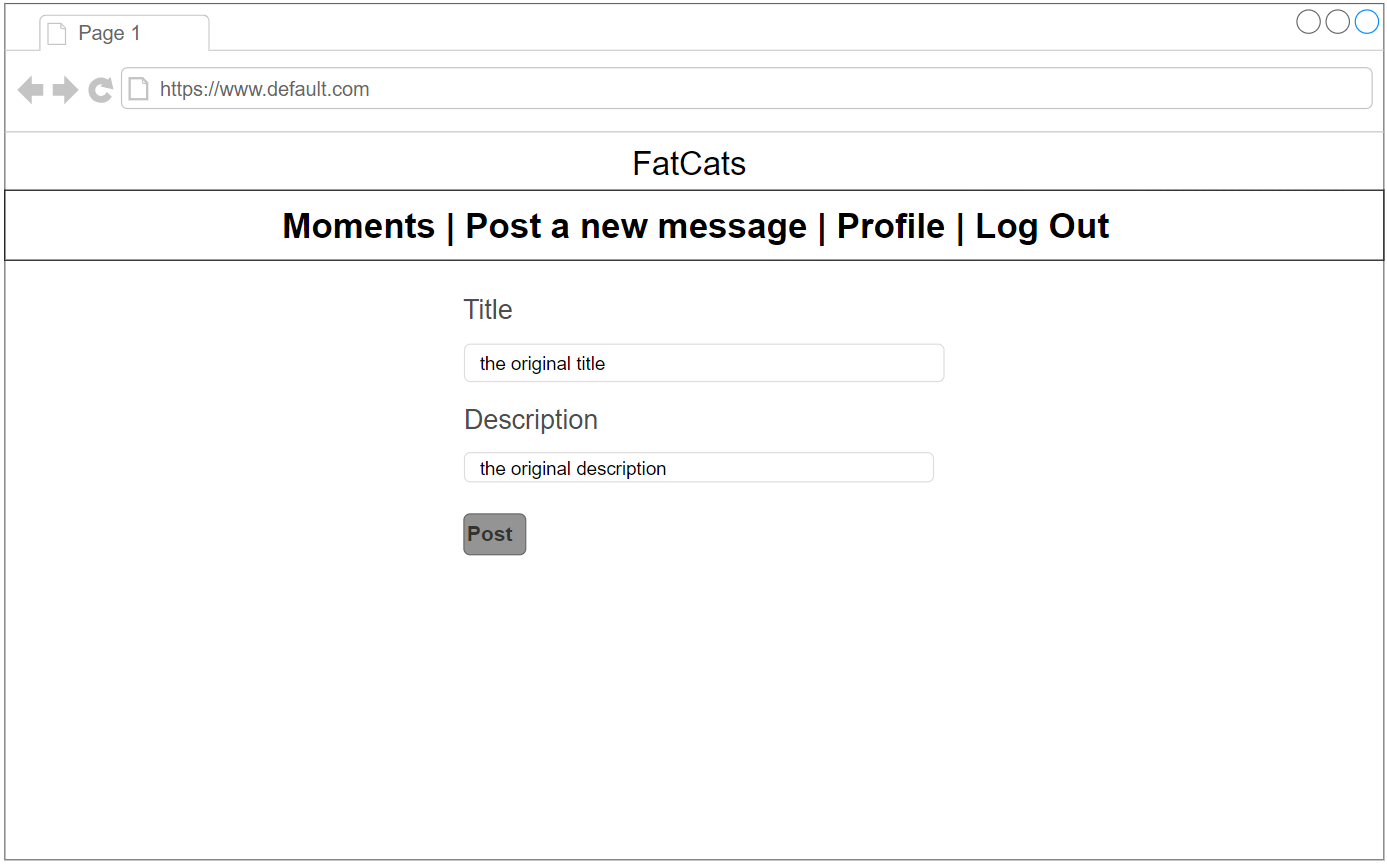 Page 1
https://www.default.com
FatCats
Moments | Post a new message | Profile | Log Out
Title
the original title
Description
the original description
Post